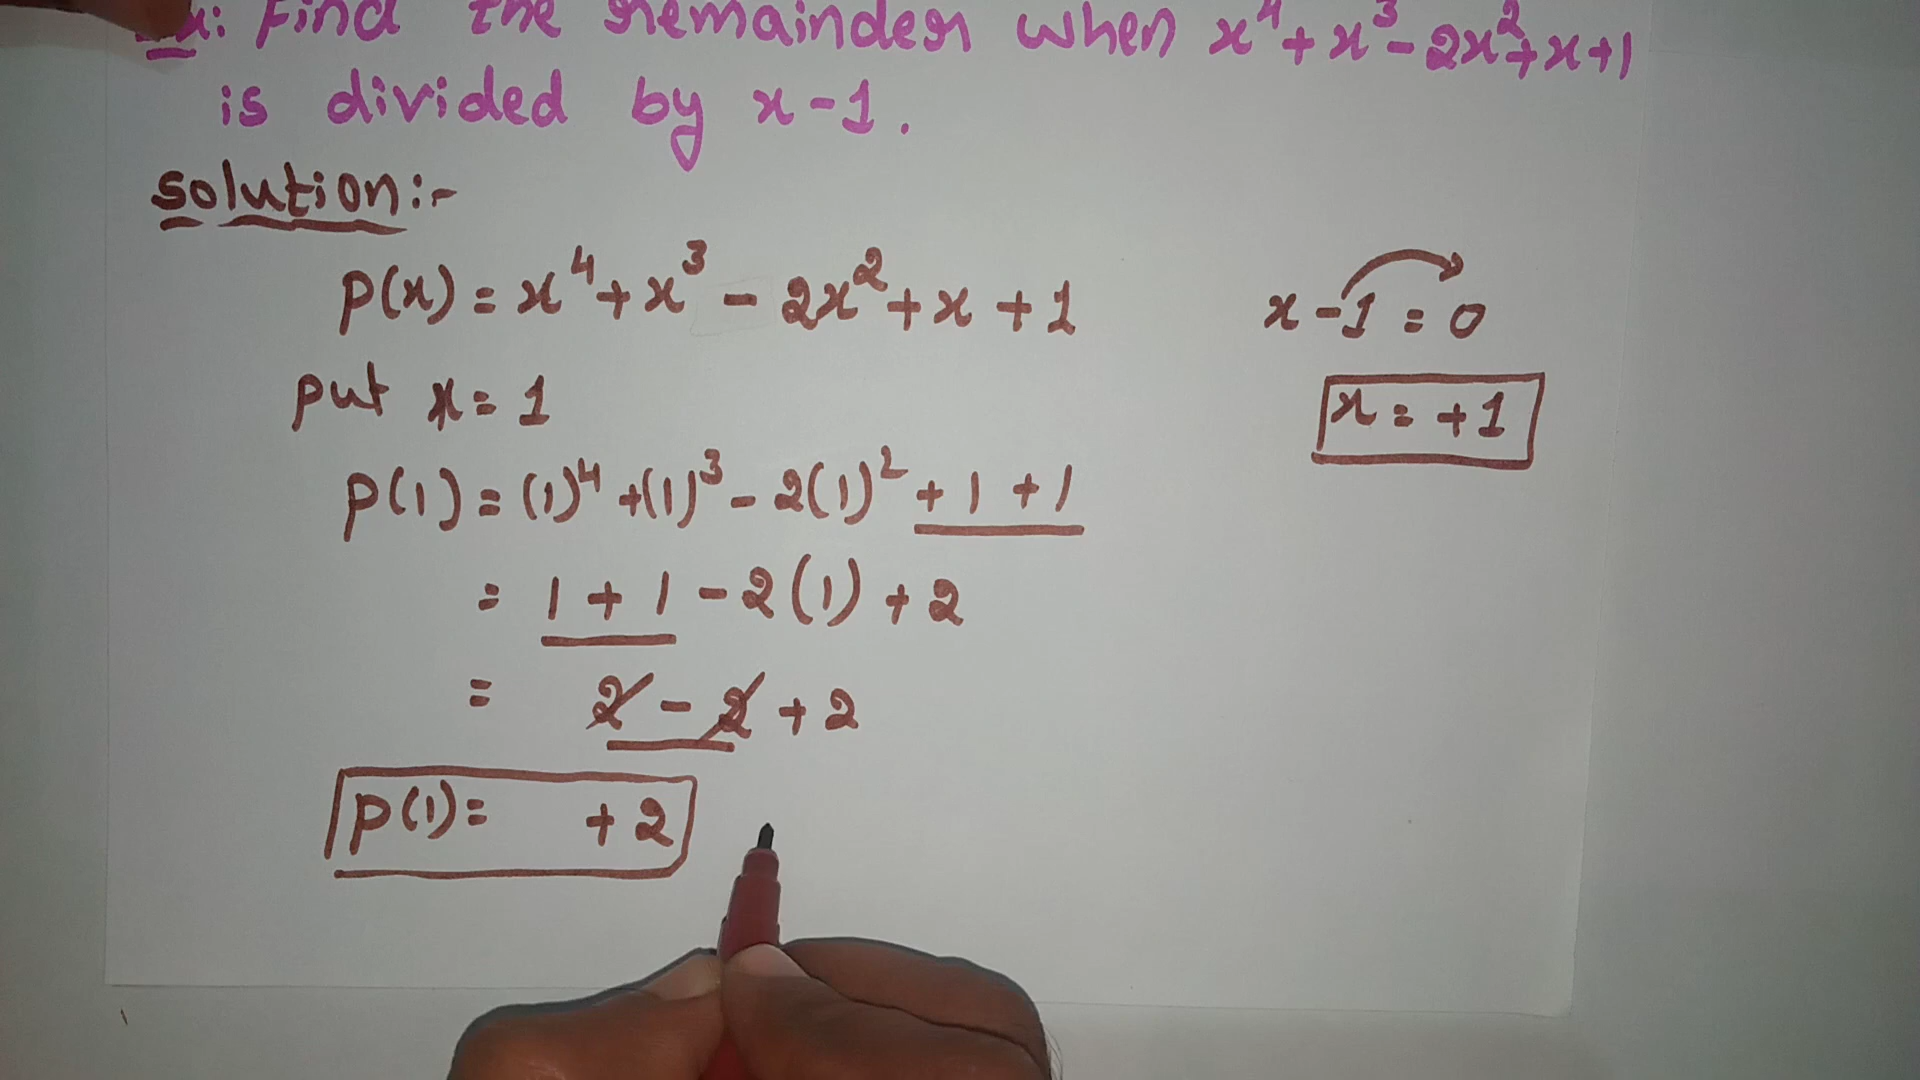 Find the remainder when x⁴+x³-2x²+x+1
is divided by x-1.
Solution:-
p(x) = x⁴+x³ - 2x²+x+1
x-1=0
put x=1
x=+1
p(1) = (1)⁴+(1)³-2(1)²+1+1
= 1+1-2(1)+2
= 2-2+2
p(1)= +2